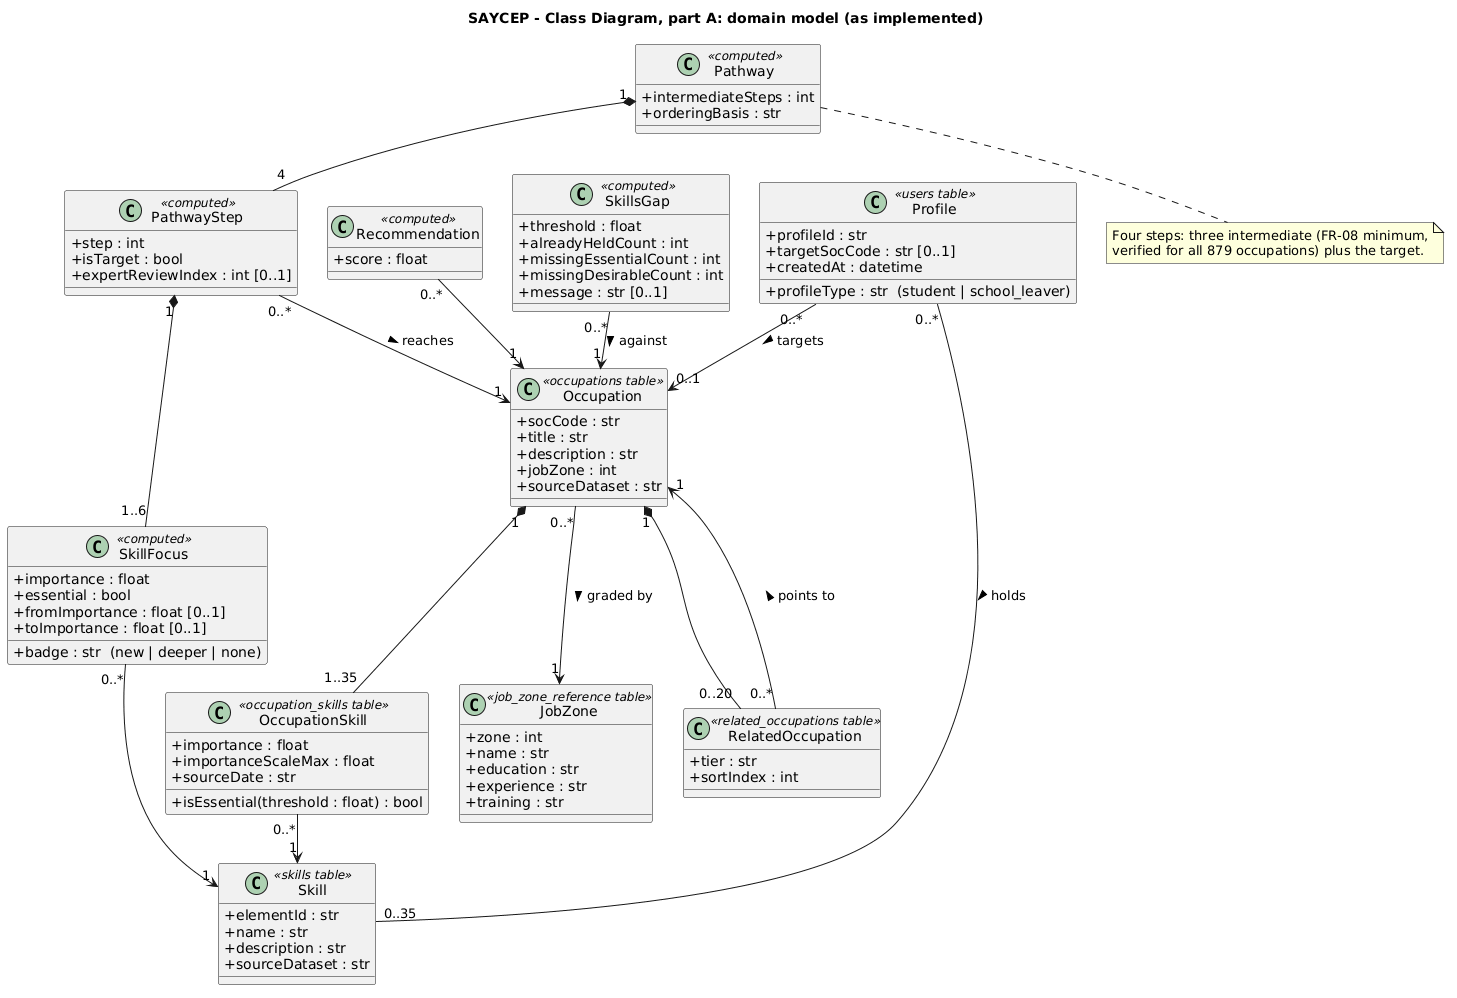 SAYCEP - Class Diagram, part A: domain model (as implemented)
C
«computed»
Pathway
+intermediateSteps : int
+orderingBasis : str
1
4
Four steps: three intermediate (FR-08 minimum,
verified for all 879 occupations) plus the target.
C
«computed»
PathwayStep
+step : int
+isTarget : bool
+expertReviewIndex : int [0..1]
C
«computed»
Recommendation
+score : float
C
«computed»
SkillsGap
+threshold : float
+alreadyHeldCount : int
+missingEssentialCount : int
+missingDesirableCount : int
+message : str [0..1]
C
«users table»
Profile
+profileId : str
+targetSocCode : str [0..1]
+createdAt : datetime
+profileType : str  (student | school_leaver)
1
0..*
0..*
0..*
0..*
0..*
reaches
against
targets
1
1
1
0..1
C
«occupations table»
Occupation
+socCode : str
+title : str
+description : str
+jobZone : int
+sourceDataset : str
1
1
0..*
1
1..6
C
«computed»
SkillFocus
+importance : float
+essential : bool
+fromImportance : float [0..1]
+toImportance : float [0..1]
+badge : str  (new | deeper | none)
graded by
points to
holds
0..*
1..35
1
0..20
0..*
C
«occupation_skills table»
OccupationSkill
+importance : float
+importanceScaleMax : float
+sourceDate : str
+isEssential(threshold : float) : bool
C
«job_zone_reference table»
JobZone
+zone : int
+name : str
+education : str
+experience : str
+training : str
C
«related_occupations table»
RelatedOccupation
+tier : str
+sortIndex : int
0..*
1
1
0..35
C
«skills table»
Skill
+elementId : str
+name : str
+description : str
+sourceDataset : str